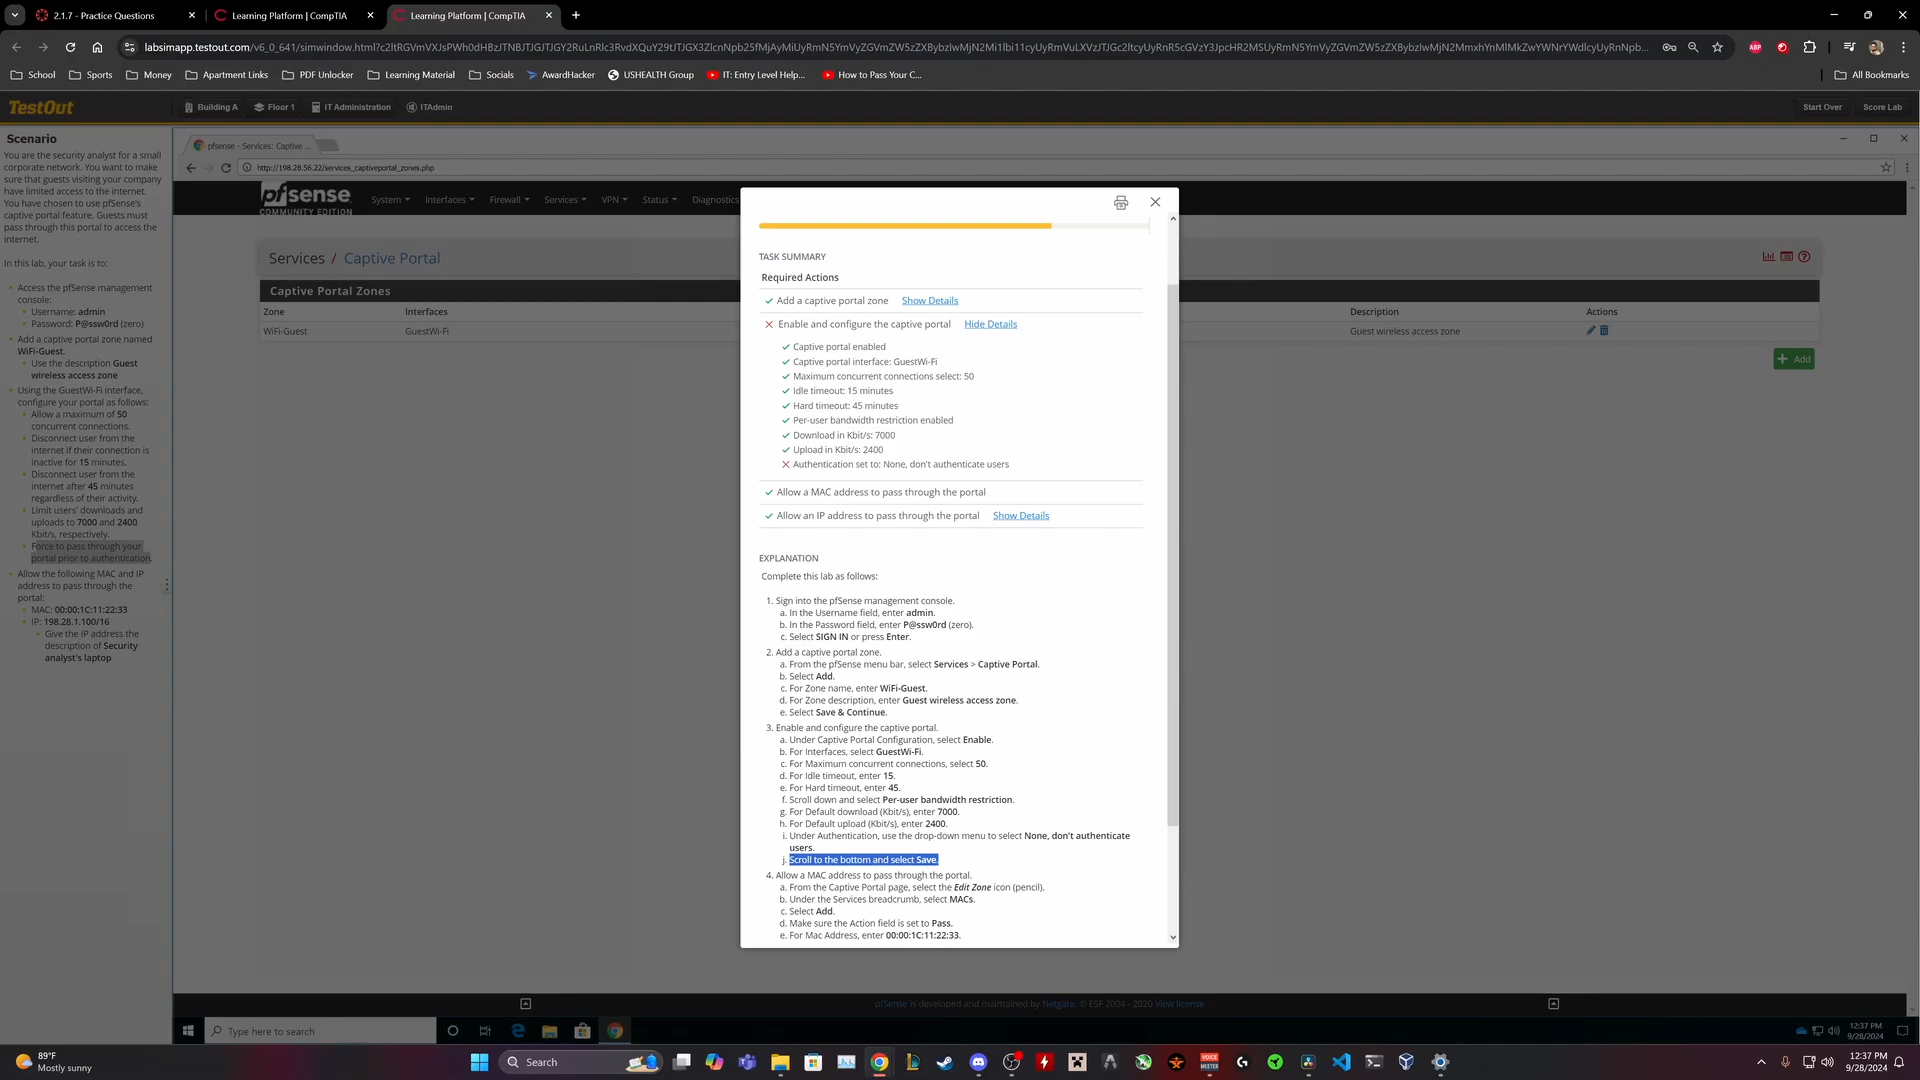 2.1.7 - Practice Questions
Learning Platform | CompTIA
Learning Platform | CompTIA
School
Sports
Money
Apartment Links
PDF Unlocker
Learning Material
Socials
AwardHacker
USHEALTH Group
IT: Entry Level Help...
How to Pass Your C...
All Bookmarks
TestOut
Building A
Floor 1
IT Administration
ITAdmin
Start Over
Score Lab
Scenario
You are the security analyst for a small
corporate network. You want to make
sure that guests visiting your company
have limited access to the internet.
You have chosen to use pfSense's
captive portal feature. Guests must
pass through this portal to access the
internet.
In this lab, your task is to:
Access the pfSense management
console:
Username: admin
Password: P@ssw0rd (zero)
Add a captive portal zone named
WiFi-Guest.
Use the description Guest
wireless access zone
Using the GuestWi-Fi interface,
configure your portal as follows:
Allow a maximum of 50
concurrent connections.
Disconnect user from the
internet if their connection is
inactive for 15 minutes.
Disconnect user from the
internet after 45 minutes
regardless of their activity.
Limit users' downloads and
uploads to 7000 and 2400
Kbit/s, respectively.
Force to pass through your
portal prior to authentication.
Allow the following MAC and IP
address to pass through the
portal:
MAC: 00:00:1C:11:22:33
IP: 198.28.1.100/16
Give the IP address the
description of Security
analyst's laptop
pfsense - Services: Captive ...
http://198.28.56.22/services_captiveportal_zones.php
pfsense
COMMUNITY EDITION
System
Interfaces
Firewall
Services
VPN
Status
Diagnostics
Services / Captive Portal
Captive Portal Zones
Zone
Interfaces
Description
Actions
WiFi-Guest
GuestWi-Fi
Guest wireless access zone
Add
TASK SUMMARY
Required Actions
Add a captive portal zone Show Details
Enable and configure the captive portal Hide Details
Captive portal enabled
Captive portal interface: GuestWi-Fi
Maximum concurrent connections select: 50
Idle timeout: 15 minutes
Hard timeout: 45 minutes
Per-user bandwidth restriction enabled
Download in Kbit/s: 7000
Upload in Kbit/s: 2400
Authentication set to: None, don't authenticate users
Allow a MAC address to pass through the portal
Allow an IP address to pass through the portal Show Details
EXPLANATION
Complete this lab as follows:
1. Sign into the pfSense management console.
a. In the Username field, enter admin.
b. In the Password field, enter P@ssw0rd (zero).
c. Select SIGN IN or press Enter.
2. Add a captive portal zone.
a. From the pfSense menu bar, select Services > Captive Portal.
b. Select Add.
c. For Zone name, enter WiFi-Guest.
d. For Zone description, enter Guest wireless access zone.
e. Select Save & Continue.
3. Enable and configure the captive portal.
a. Under Captive Portal Configuration, select Enable.
b. For Interfaces, select GuestWi-Fi.
c. For Maximum concurrent connections, select 50.
d. For Idle timeout, enter 15.
e. For Hard timeout, enter 45.
f. Scroll down and select Per-user bandwidth restriction.
g. For Default download (Kbit/s), enter 7000.
h. For Default upload (Kbit/s), enter 2400.
i. Under Authentication, use the drop-down menu to select None, don't authenticate
users.
j. Scroll to the bottom and select Save.
4. Allow a MAC address to pass through the portal.
a. From the Captive Portal page, select the Edit Zone icon (pencil).
b. Under the Services breadcrumb, select MACs.
c. Select Add.
d. Make sure the Action field is set to Pass.
e. For Mac Address, enter 00:00:1C:11:22:33.
pfSense is developed and maintained by Netgate. © ESF 2004 - 2020 View license.
Type here to search
12:37 PM
9/28/2024
89°F
Mostly sunny
Search
12:37 PM
9/28/2024